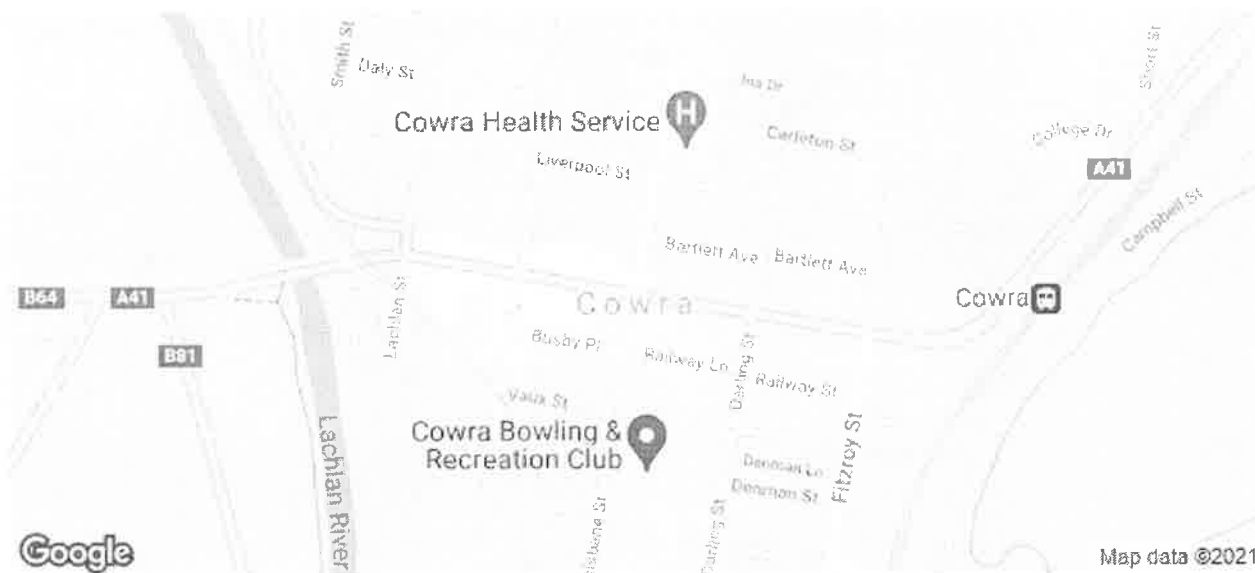 Smith St
Daly St
Short St
Ina Dr
Cowra Health Service
H
Carleton St
College Dr
Liverpool St
A41
Campbell St
Bartlett Ave
Bartlett Ave
B64
A41
Lachlan St
Cowra
Cowra
B81
Busby Pl
Railway Ln
Darling St
Railway St
Vaux St
Cowra Bowling &
Recreation Club
Lachlan River
Denman Ln
Denman St
Fitzroy St
Darling St
Google
Map data ©2021